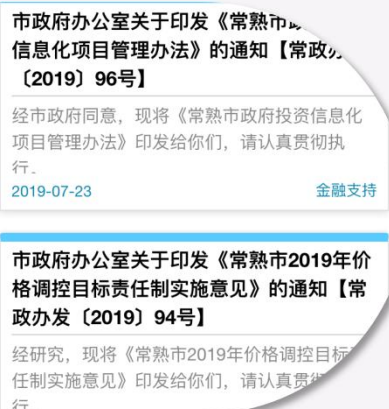 市政府办公室关于印发《常熟市政
信息化项目管理办法》的通知【常政办
〔2019〕96号】
经市政府同意，现将《常熟市政府投资信息化
项目管理办法》印发给你们，请认真贯彻执
行。
2019-07-23 金融支持
市政府办公室关于印发《常熟市2019年价
格调控目标责任制实施意见》的通知【常
政办发〔2019〕94号】
经研究，现将《常熟市2019年价格调控目标
任制实施意见》印发给你们，请认真贯
行